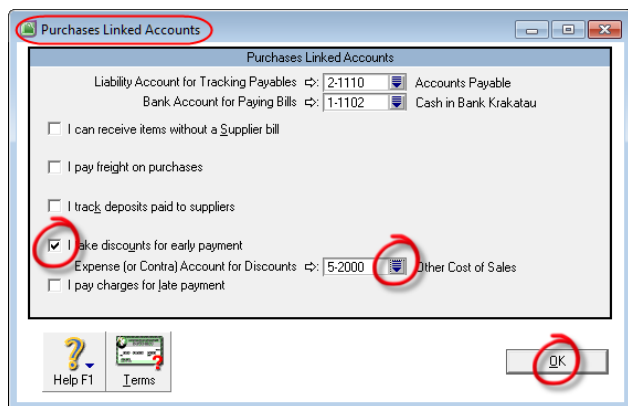 Purchases Linked Accounts
Purchases Linked Accounts
Liability Account for Tracking Payables ⇨: 2-1110 Accounts Payable
Bank Account for Paying Bills ⇨: 1-1102 Cash in Bank Krakatau
I can receive items without a Supplier bill
I pay freight on purchases
I track deposits paid to suppliers
I take discounts for early payment
Expense (or Contra) Account for Discounts ⇨: 5-2000 Other Cost of Sales
I pay charges for late payment
Help F1 Terms OK